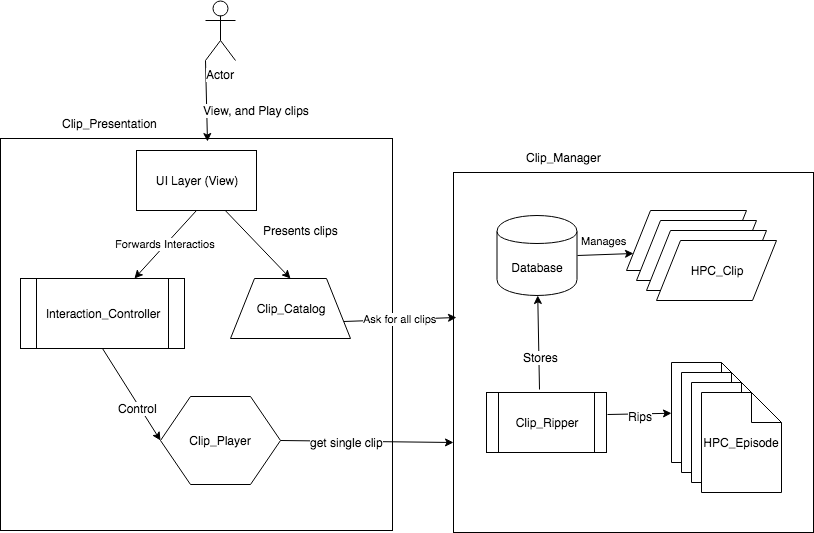 Actor
View, and Play clips
Clip_Presentation
Clip_Manager
UI Layer (View)
Forwards Interactios
Presents clips
Interaction_Controller
Clip_Catalog
Ask for all clips
Control
Clip_Player
get single clip
Database
Manages
HPC_Clip
Stores
Clip_Ripper
Rips
HPC_Episode